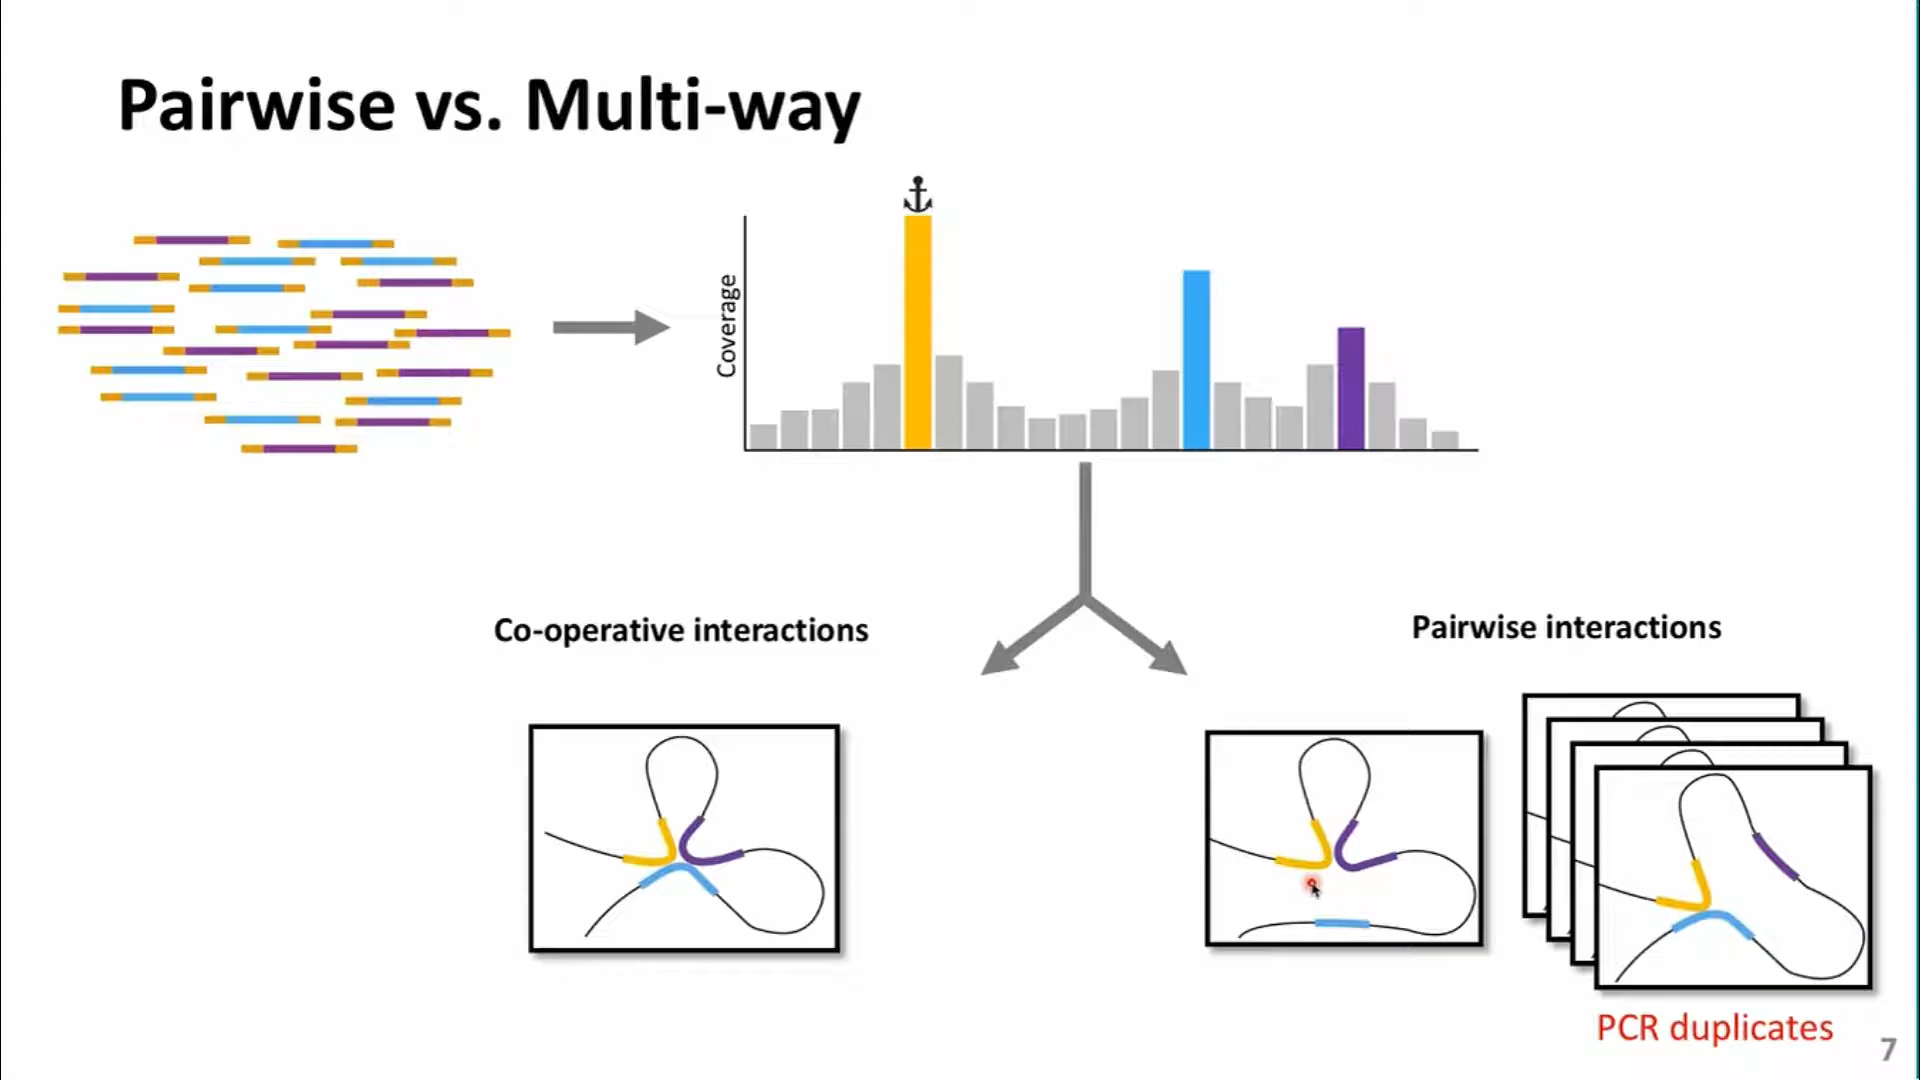 Pairwise vs. Multi-way
Coverage
Co-operative interactions
Pairwise interactions
PCR duplicates
7